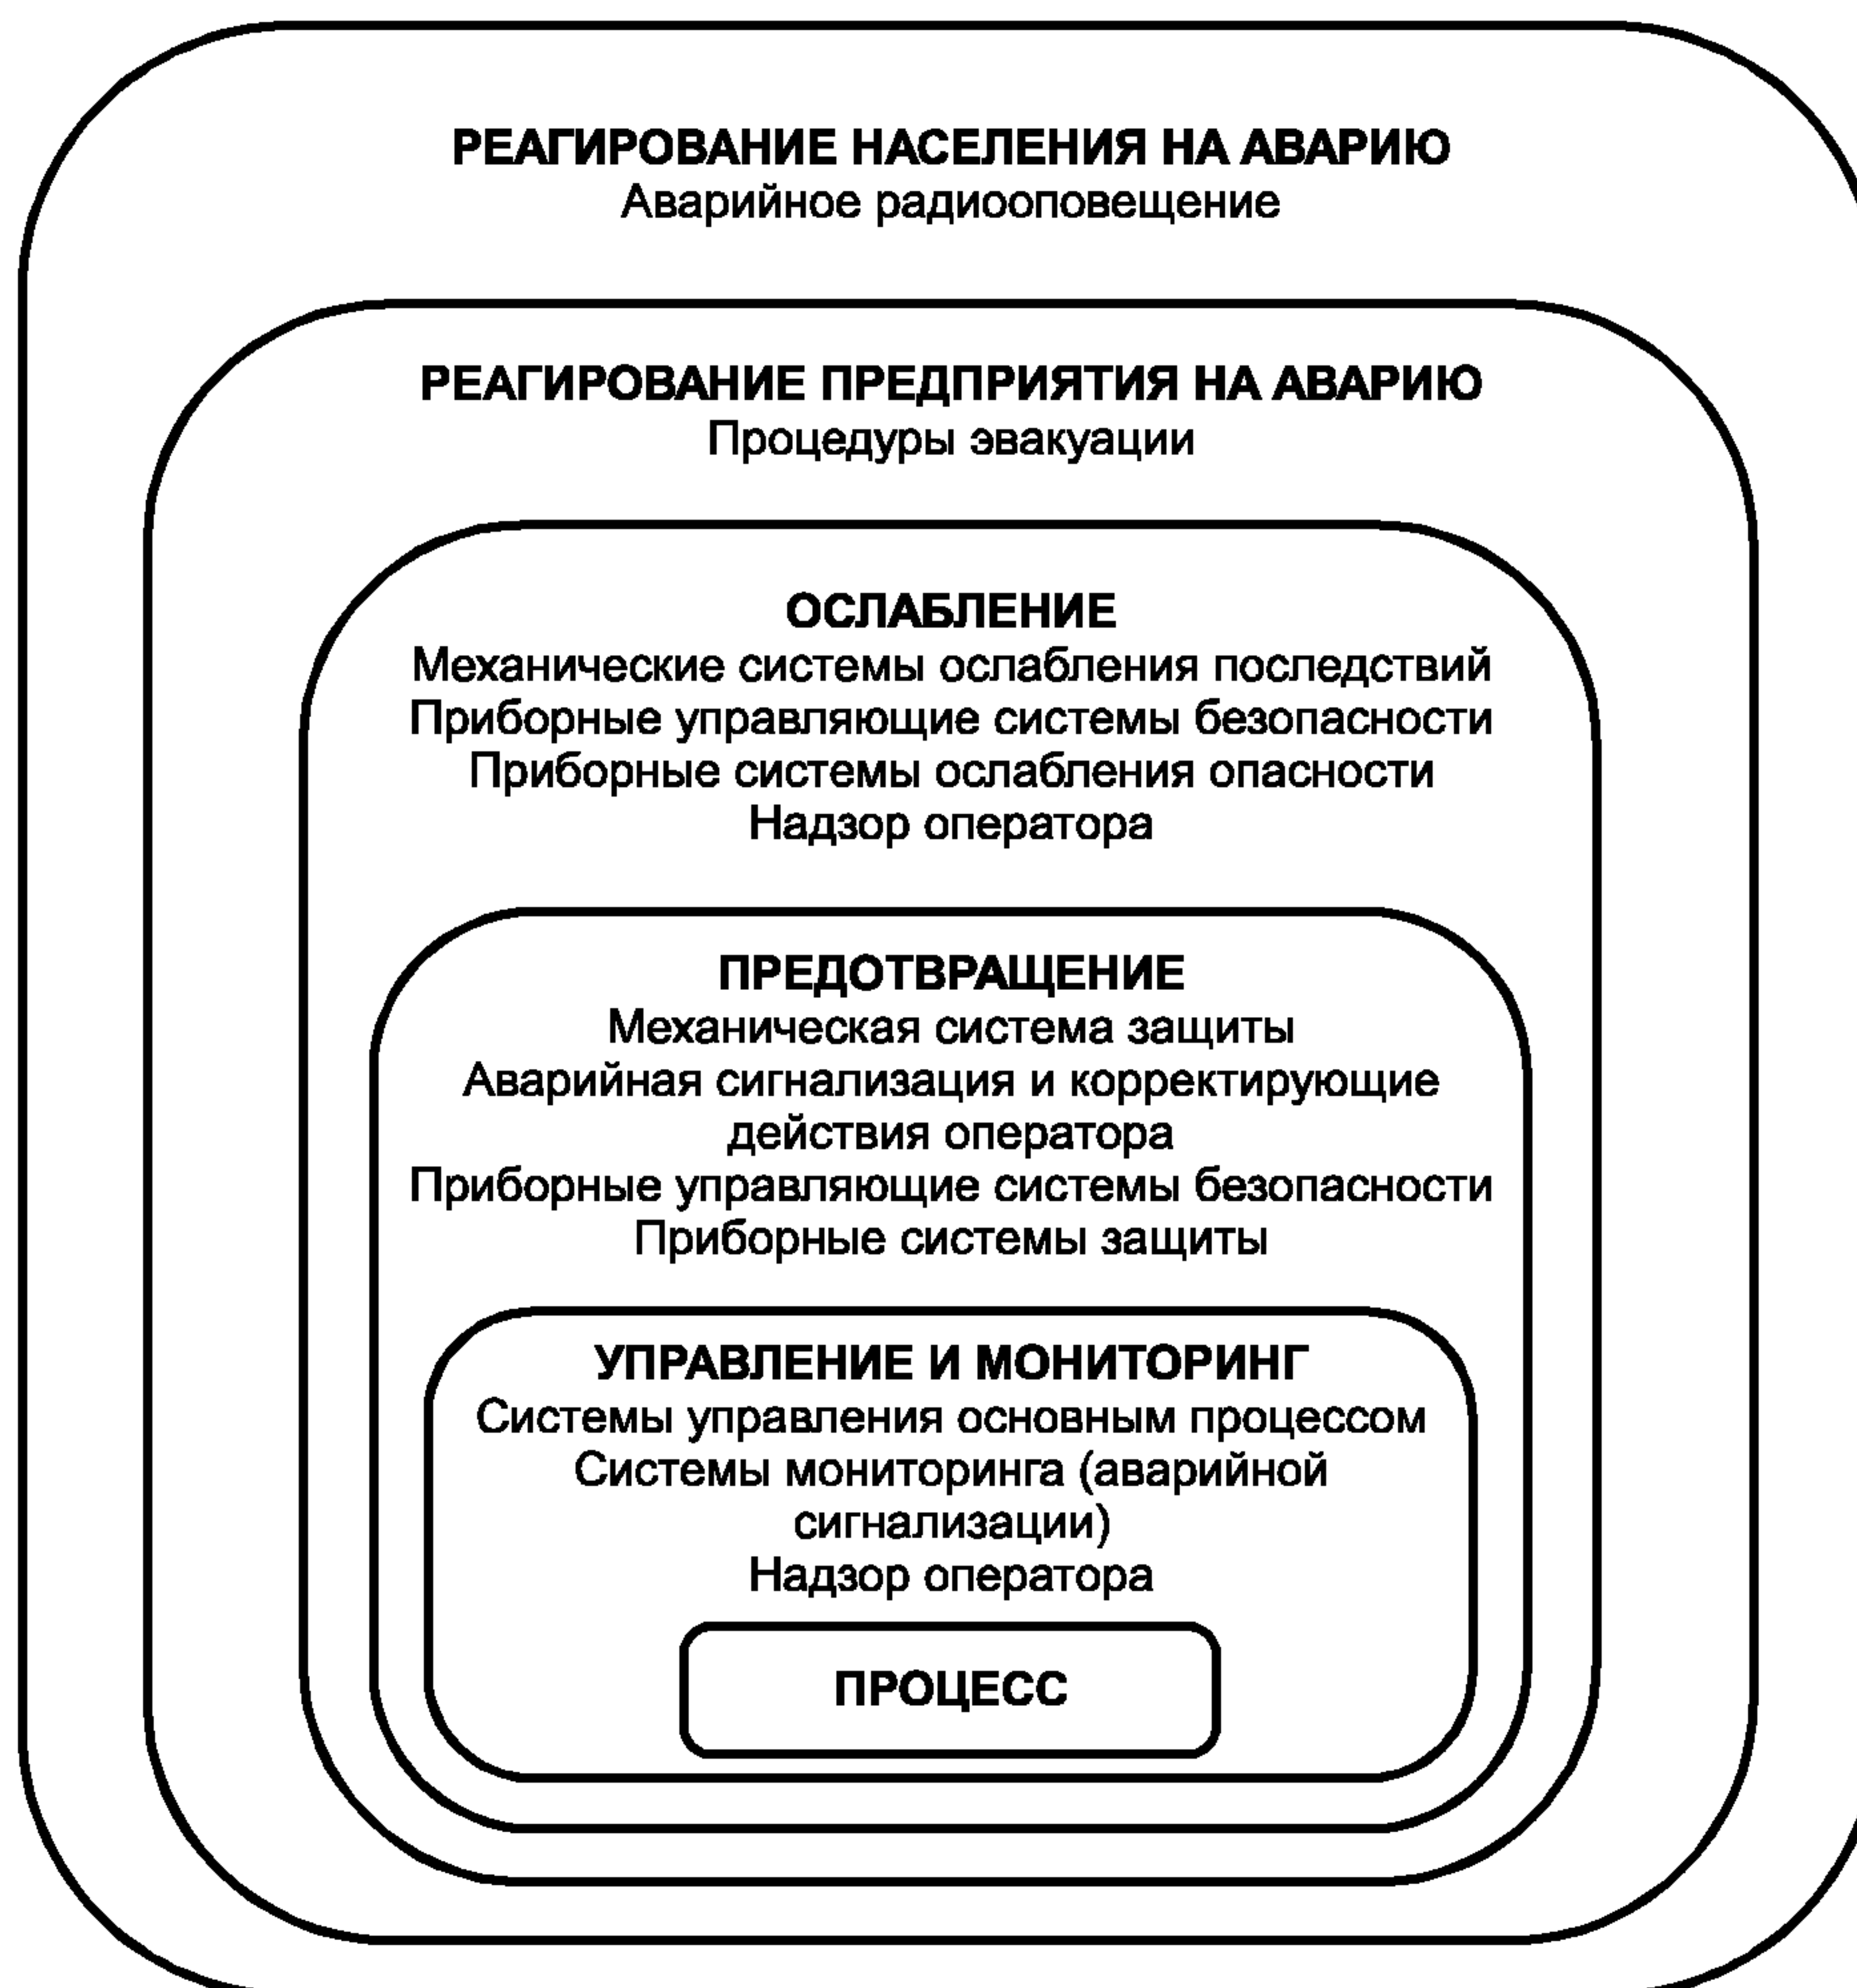 РЕАГИРОВАНИЕ НАСЕЛЕНИЯ НА АВАРИЮ
Аварийное радиооповещение
РЕАГИРОВАНИЕ ПРЕДПРИЯТИЯ НА АВАРИЮ
Процедуры эвакуации
ОСЛАБЛЕНИЕ
Механические системы ослабления последствий
Приборные управляющие системы безопасности
Приборные системы ослабления опасности
Надзор оператора
ПРЕДОТВРАЩЕНИЕ
Механическая система защиты
Аварийная сигнализация и корректирующие
действия оператора
Приборные управляющие системы безопасности
Приборные системы защиты
УПРАВЛЕНИЕ И МОНИТОРИНГ
Системы управления основным процессом
Системы мониторинга (аварийной
сигнализации)
Надзор оператора
ПРОЦЕСС